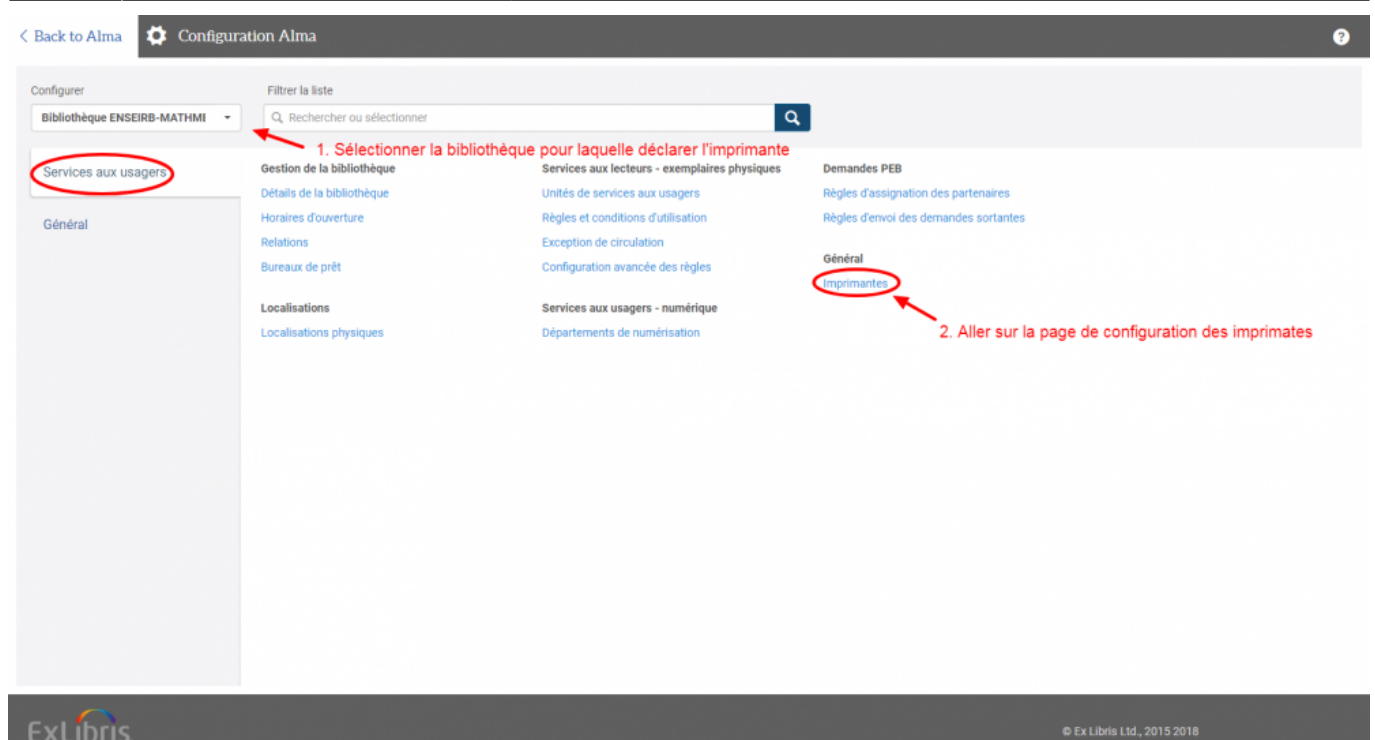 Back to Alma
Configuration Alma
?
Configurer
Filtrer la liste
Bibliothèque ENSEIRB-MATHMI
Rechercher ou sélectionner
1. Sélectionner la bibliothèque pour laquelle déclarer l'imprimante
Services aux usagers
Général
Gestion de la bibliothèque
Détails de la bibliothèque
Horaires d'ouverture
Relations
Bureaux de prêt
Localisations
Localisations physiques
Services aux lecteurs - exemplaires physiques
Unités de services aux usagers
Règles et conditions d'utilisation
Exception de circulation
Configuration avancée des règles
Services aux usagers - numérique
Départements de numérisation
Demandes PEB
Règles d'assignation des partenaires
Règles d'envoi des demandes sortantes
Général
Imprimantes
2. Aller sur la page de configuration des imprimates
ExLibris
© Ex Libris Ltd., 2015 2018